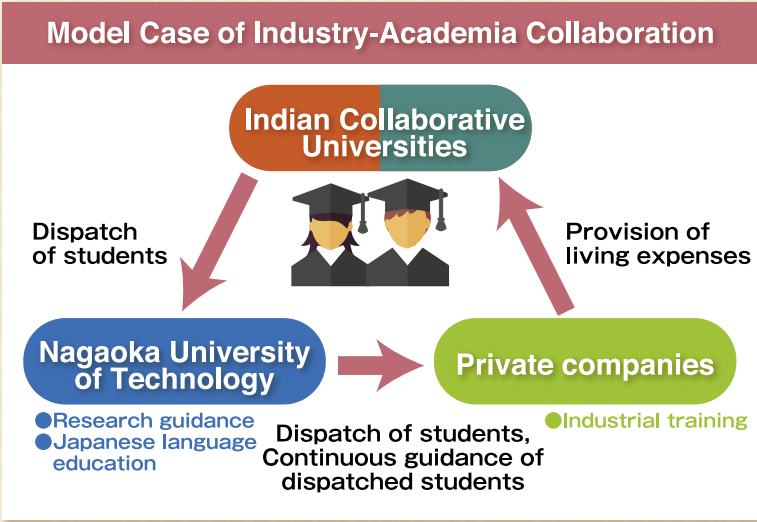 Model Case of Industry-Academia Collaboration
Indian Collaborative
Universities
Dispatch
of students
Provision of
living expenses
Nagaoka University
of Technology
Private companies
●Research guidance
●Japanese language
education
●Industrial training
Dispatch of students,
Continuous guidance of
dispatched students